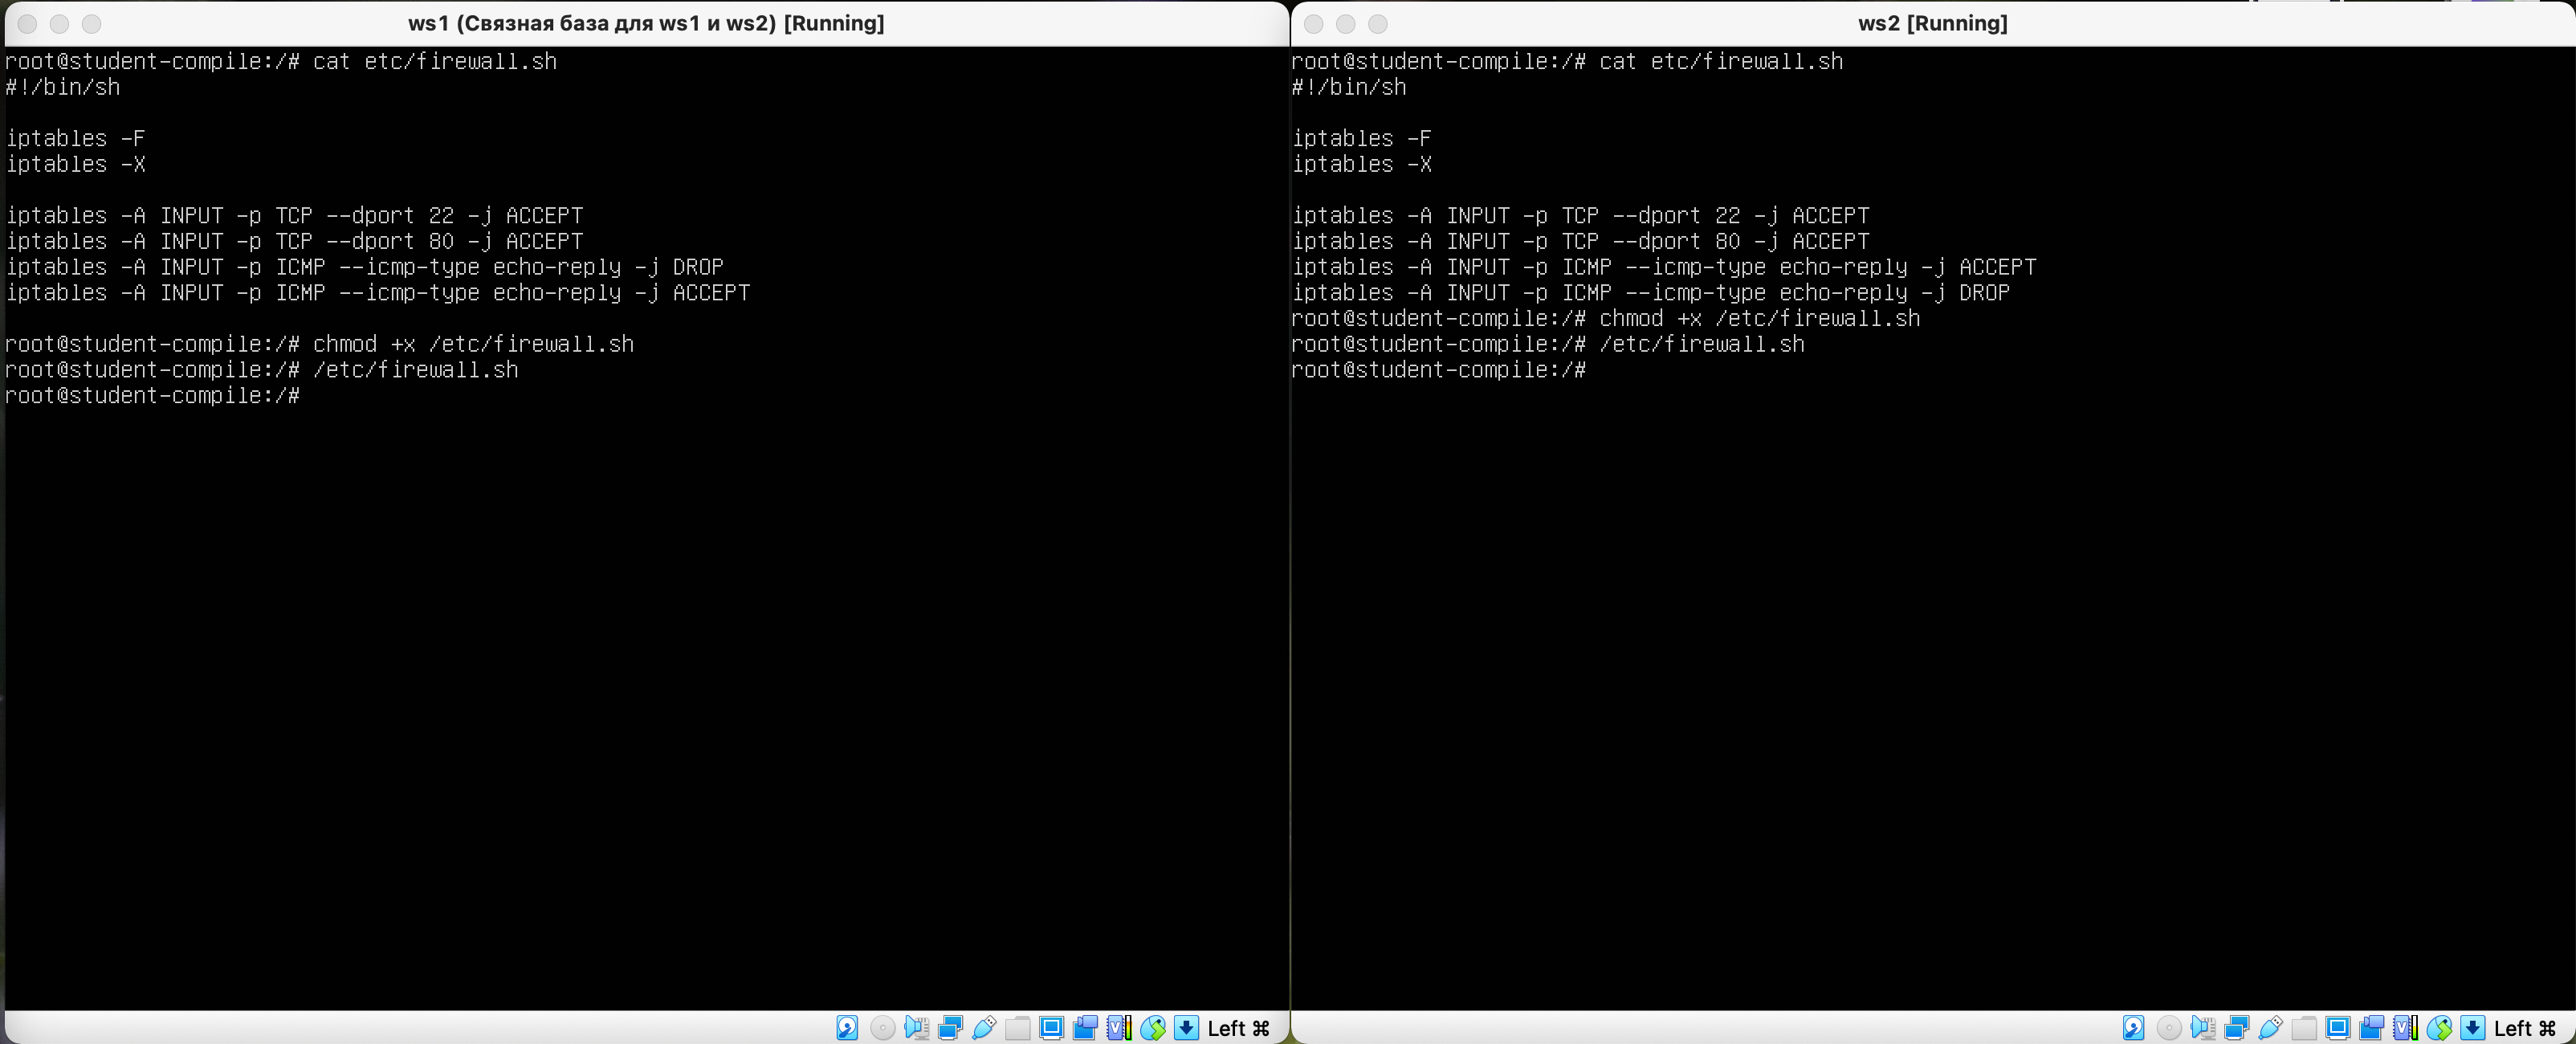 ws1 (Связная база для ws1 и ws2) [Running]
root@student-compile:/# cat etc/firewall.sh
#!/bin/sh
iptables -F
iptables -X
iptables -A INPUT -p TCP --dport 22 -j ACCEPT
iptables -A INPUT -p TCP --dport 80 -j ACCEPT
iptables -A INPUT -p ICMP --icmp-type echo-reply -j DROP
iptables -A INPUT -p ICMP --icmp-type echo-reply -j ACCEPT
root@student-compile:/# chmod +x /etc/firewall.sh
root@student-compile:/# /etc/firewall.sh
root@student-compile:/#
Left ⌘
ws2 [Running]
root@student-compile:/# cat etc/firewall.sh
#!/bin/sh
iptables -F
iptables -X
iptables -A INPUT -p TCP --dport 22 -j ACCEPT
iptables -A INPUT -p TCP --dport 80 -j ACCEPT
iptables -A INPUT -p ICMP --icmp-type echo-reply -j ACCEPT
iptables -A INPUT -p ICMP --icmp-type echo-reply -j DROP
root@student-compile:/# chmod +x /etc/firewall.sh
root@student-compile:/# /etc/firewall.sh
root@student-compile:/#
Left ⌘